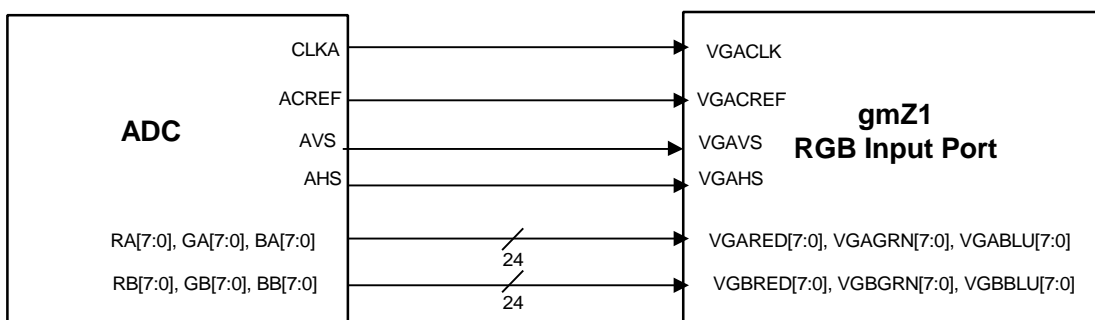 CLKA
VGACLK
ACREF
VGACREF
ADC
gmZ1
RGB Input Port
AVS
VGAVS
AHS
VGAHS
RA[7:0], GA[7:0], BA[7:0]
24
VGARED[7:0], VGAGRN[7:0], VGABLU[7:0]
RB[7:0], GB[7:0], BB[7:0]
24
VGBRED[7:0], VGBGRN[7:0], VGBBLU[7:0]